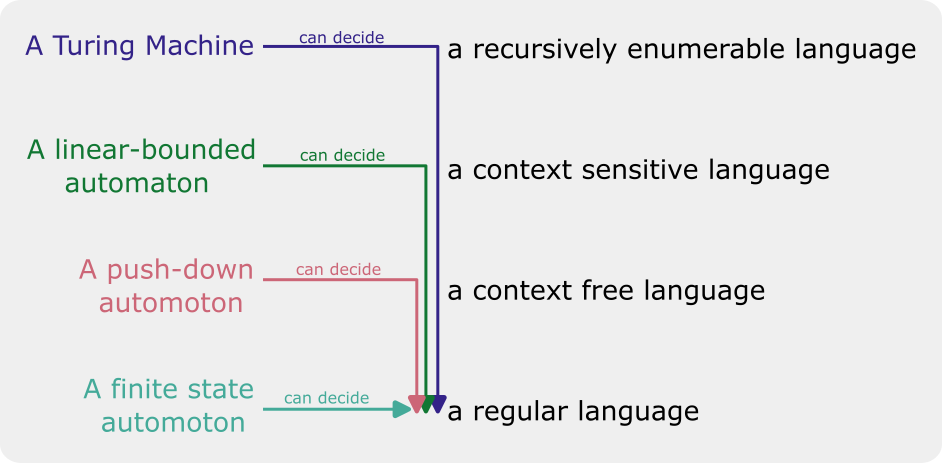 A Turing Machine
can decide
a recursively enumerable language
A linear-bounded
automaton
can decide
a context sensitive language
A push-down
automoton
can decide
a context free language
A finite state
automoton
can decide
a regular language